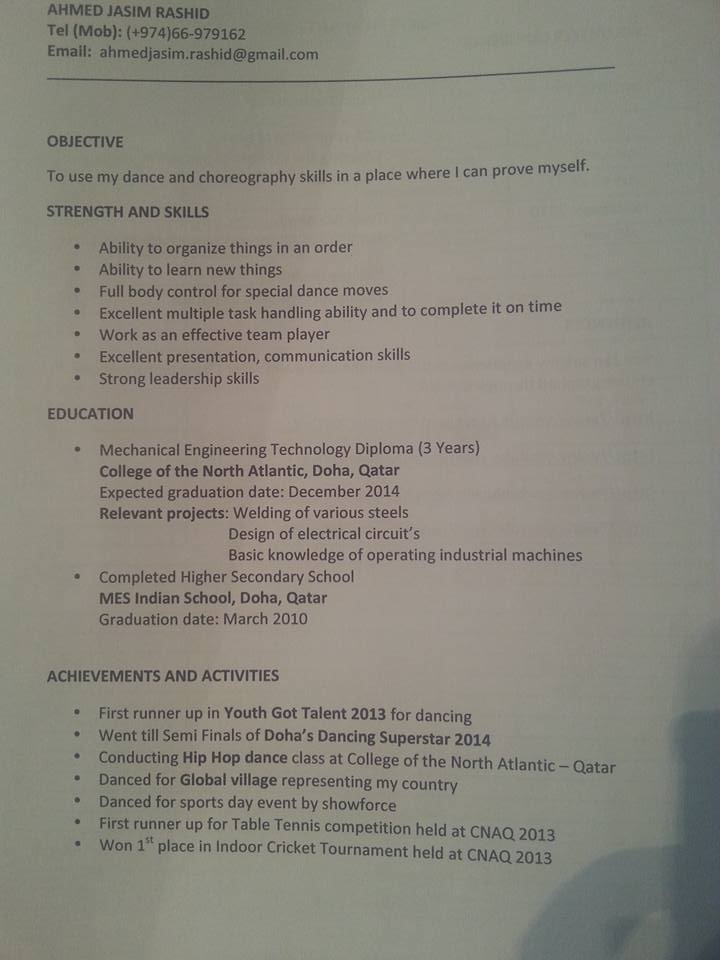 AHMED JASIM RASHID
Tel (Mob): (+974)66-979162
Email: ahmedjasim.rashid@gmail.com
OBJECTIVE
To use my dance and choreography skills in a place where I can prove myself.
STRENGTH AND SKILLS
• Ability to organize things in an order
• Ability to learn new things
• Full body control for special dance moves
• Excellent multiple task handling ability and to complete it on time
• Work as an effective team player
• Excellent presentation, communication skills
• Strong leadership skills
EDUCATION
• Mechanical Engineering Technology Diploma (3 Years)
College of the North Atlantic, Doha, Qatar
Expected graduation date: December 2014
Relevant projects: Welding of various steels
Design of electrical circuit's
Basic knowledge of operating industrial machines
• Completed Higher Secondary School
MES Indian School, Doha, Qatar
Graduation date: March 2010
ACHIEVEMENTS AND ACTIVITIES
• First runner up in Youth Got Talent 2013 for dancing
• Went till Semi Finals of Doha's Dancing Superstar 2014
• Conducting Hip Hop dance class at College of the North Atlantic – Qatar
• Danced for Global village representing my country
• Danced for sports day event by showforce
• First runner up for Table Tennis competition held at CNAQ 2013
• Won 1st place in Indoor Cricket Tournament held at CNAQ 2013